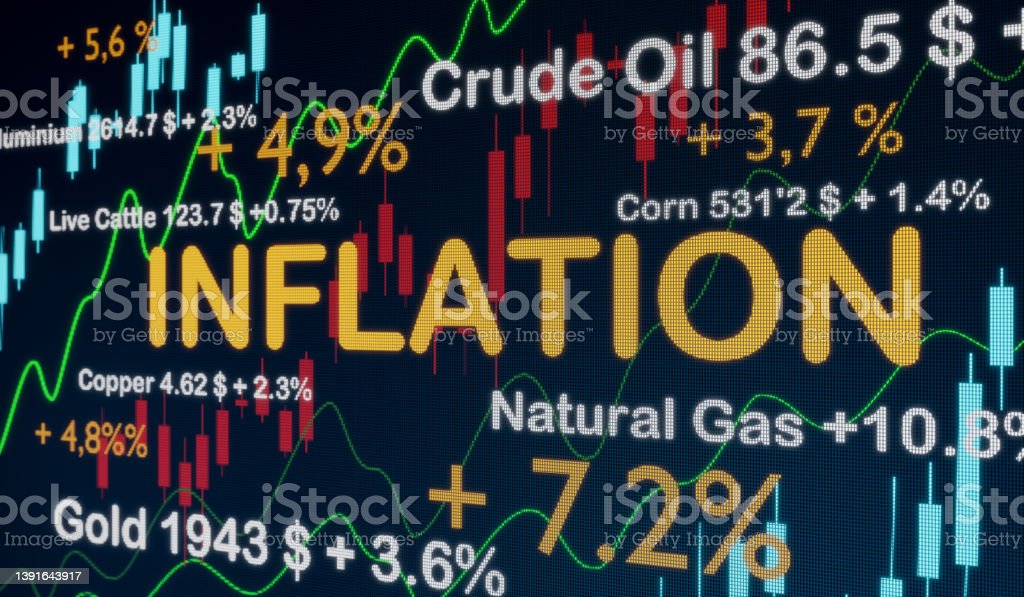 + 5,6 %
Crude Oil 86.5 $ +
luminium 2614.7 $ + 2.3%
+ 4,9%
+ 3,7 %
Live Cattle 123.7 $ +0.75%
Corn 531'2 $ + 1.4%
INFLATION
Copper 4.62 $ + 2.3%
Natural Gas +10.8%
+ 4,8%%
+ 7.2%
Gold 1943 $ + 3.6%
iStock
by Getty Images™
1391643917